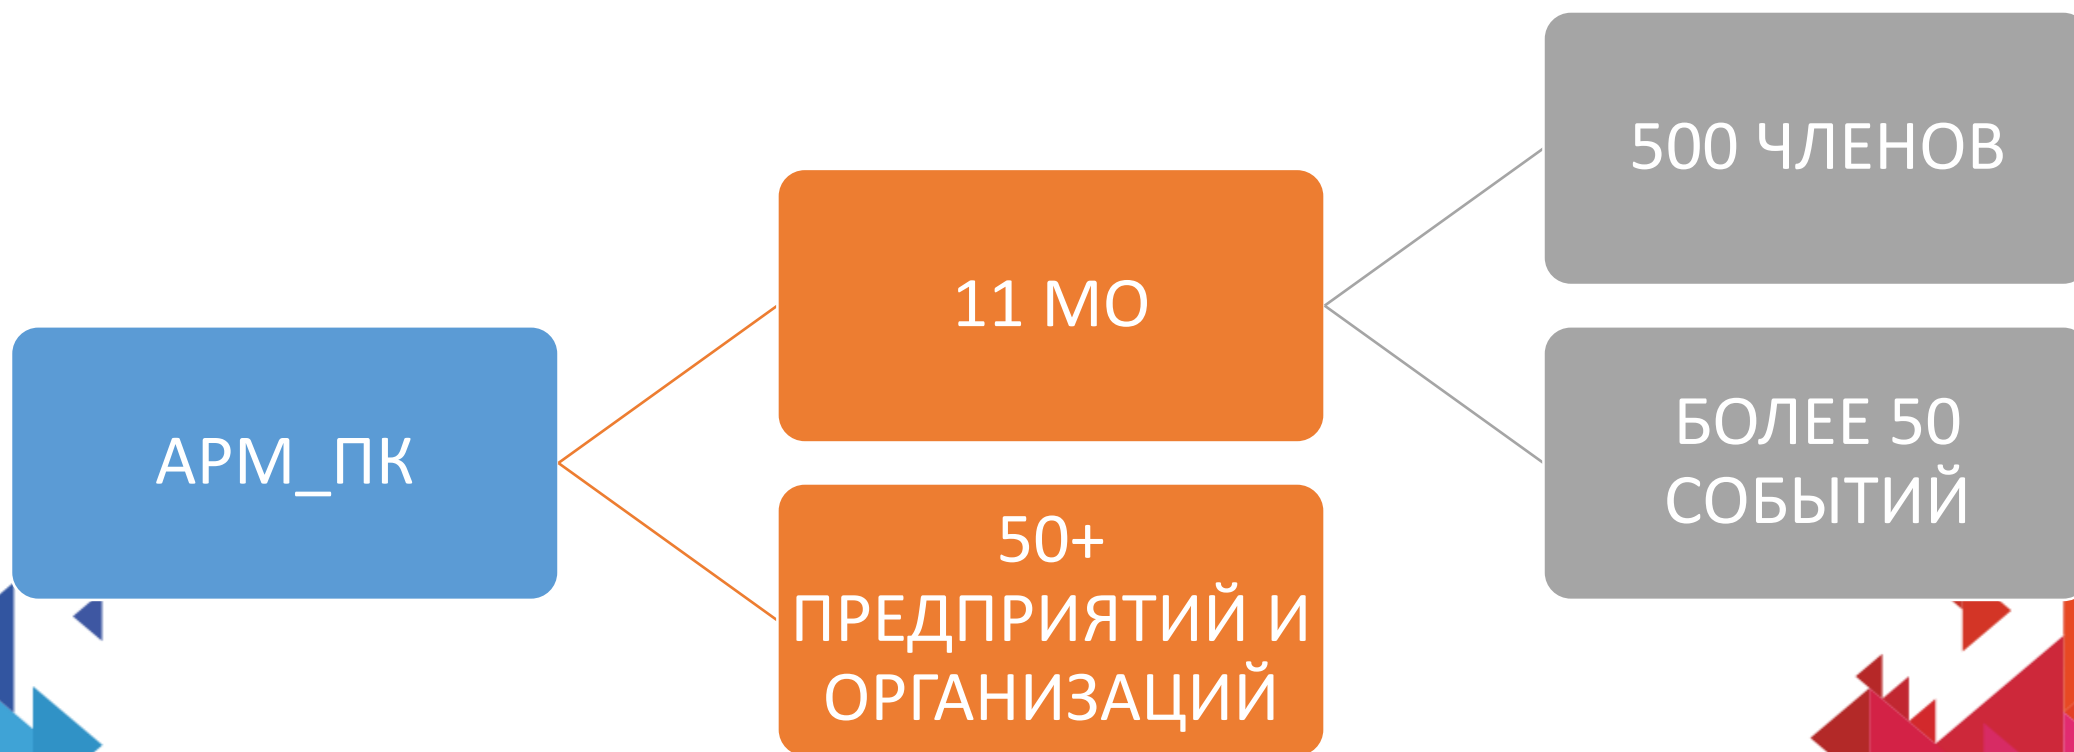 АРМ_ПК
11 МО
50+
ПРЕДПРИЯТИЙ И
ОРГАНИЗАЦИЙ
500 ЧЛЕНОВ
БОЛЕЕ 50
СОБЫТИЙ